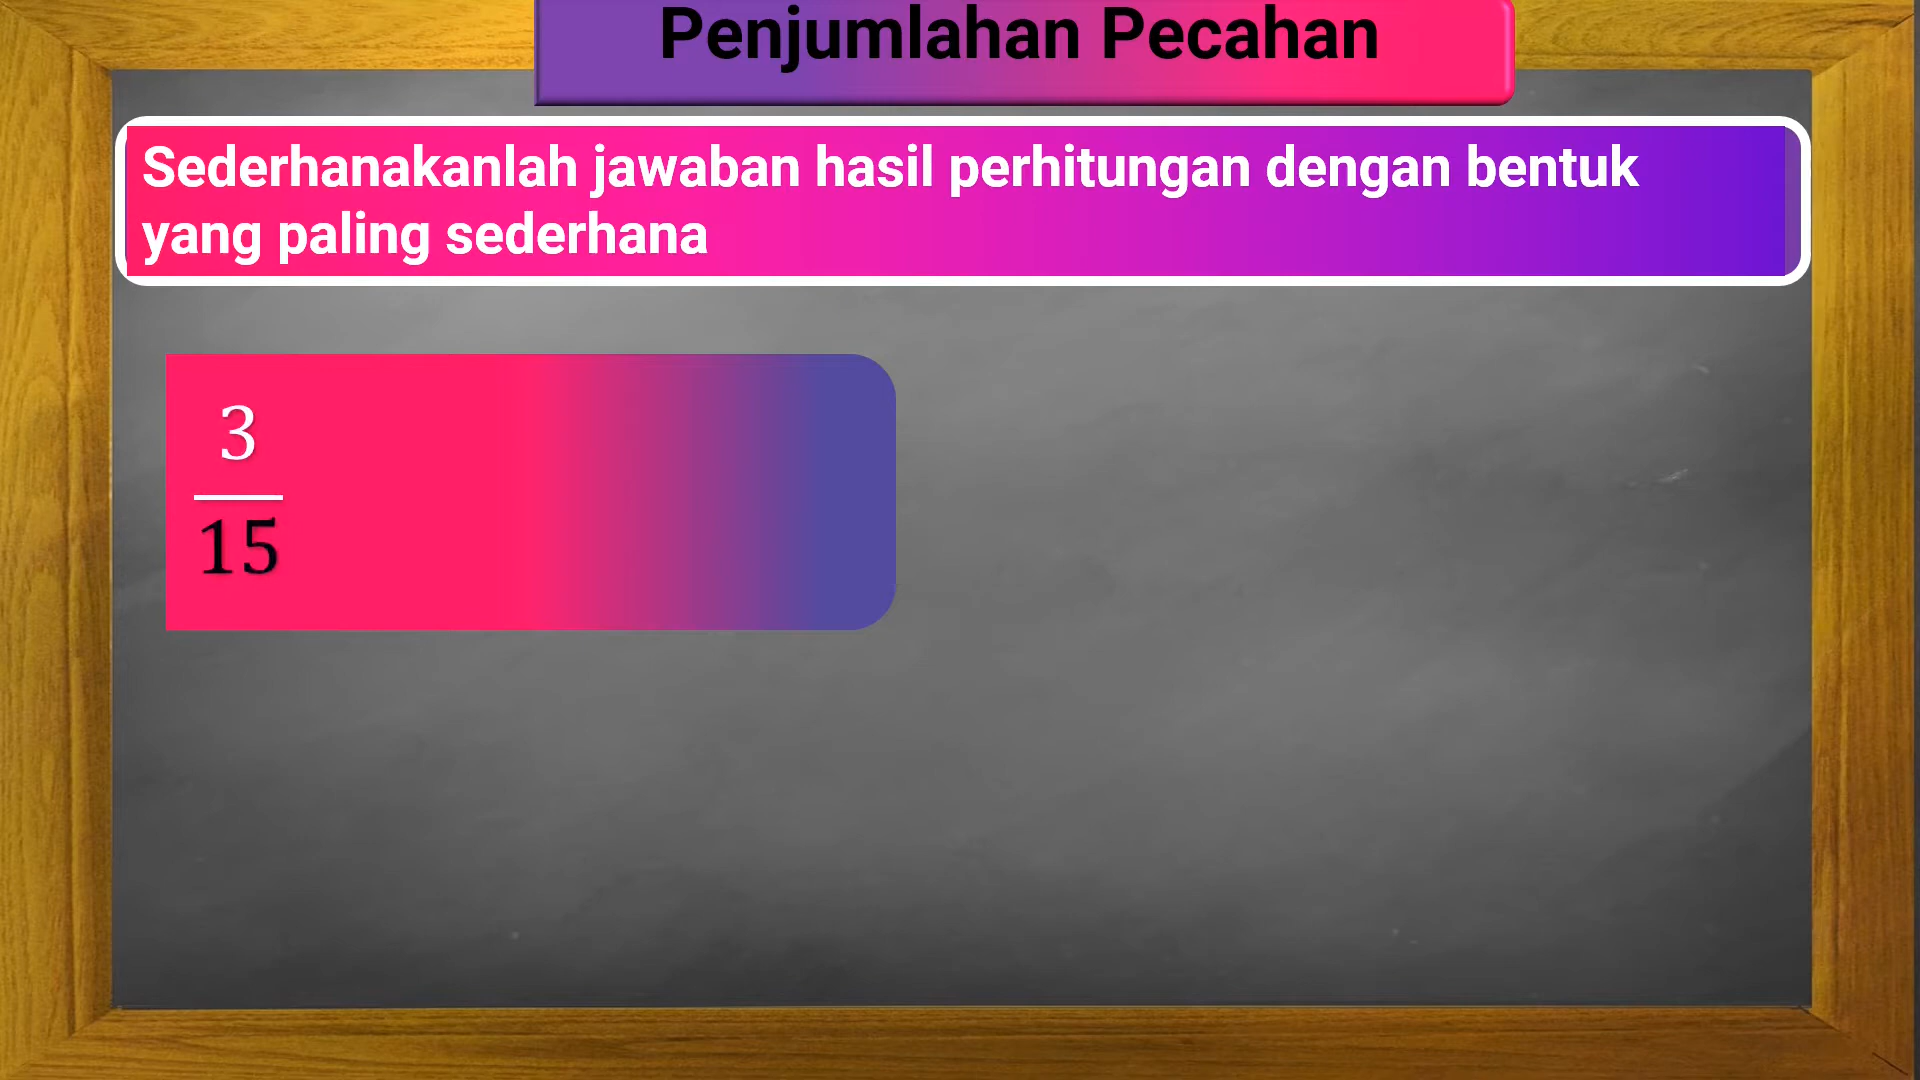 Penjumlahan Pecahan
Sederhanakanlah jawaban hasil perhitungan dengan bentuk
yang paling sederhana
3
15